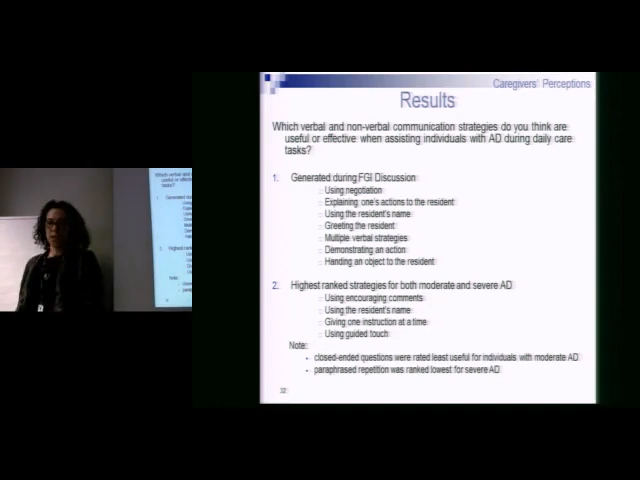 Caregivers' Perceptions
Results
Which verbal and non-verbal communication strategies do you think are
useful or effective when assisting individuals with AD during daily care
tasks?
1. Generated during FGI Discussion
Using negotiation
Explaining one's actions to the resident
Using the resident's name
Greeting the resident
Multiple verbal strategies
Demonstrating an action
Handing an object to the resident
2. Highest ranked strategies for both moderate and severe AD
Using encouraging comments
Using the resident's name
Giving one instruction at a time
Using guided touch
Note:
• closed-ended questions were rated least useful for individuals with moderate AD
• paraphrased repetition was ranked lowest for severe AD
32